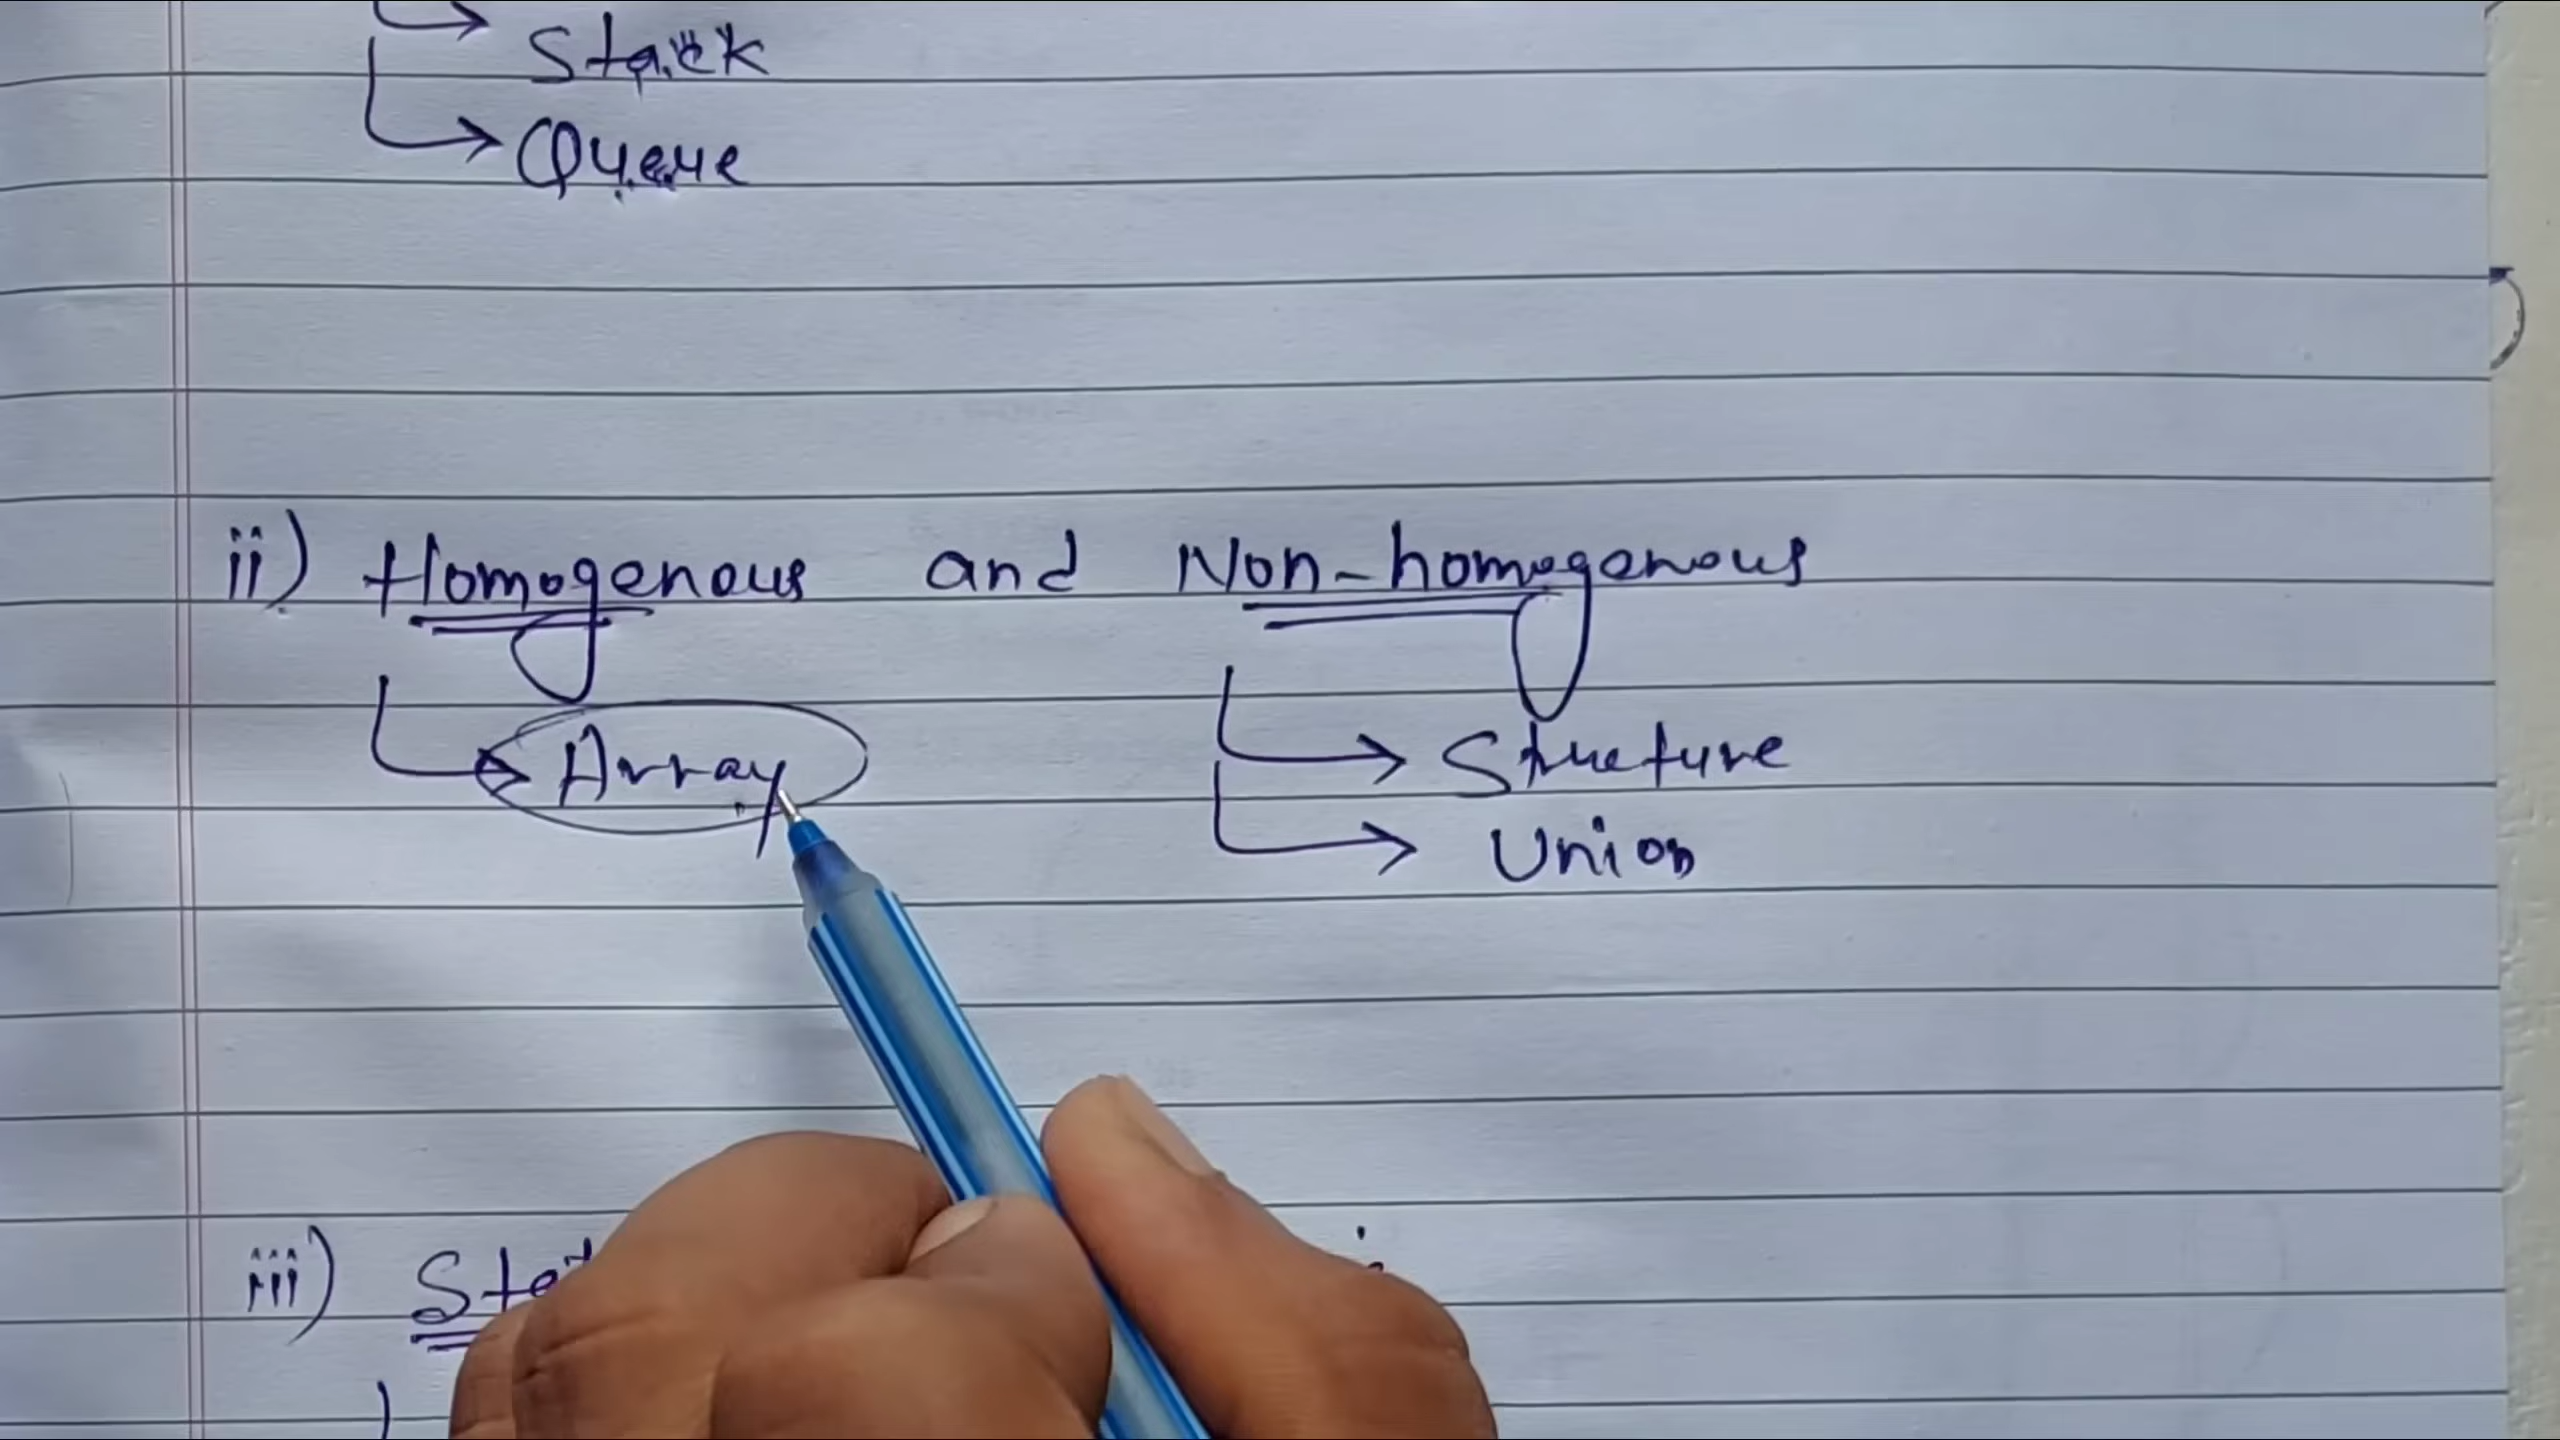 → Stack
→ Queue
ii) Homogenous and Non-homogenous
→ Array → Structure
→ Union
iii)